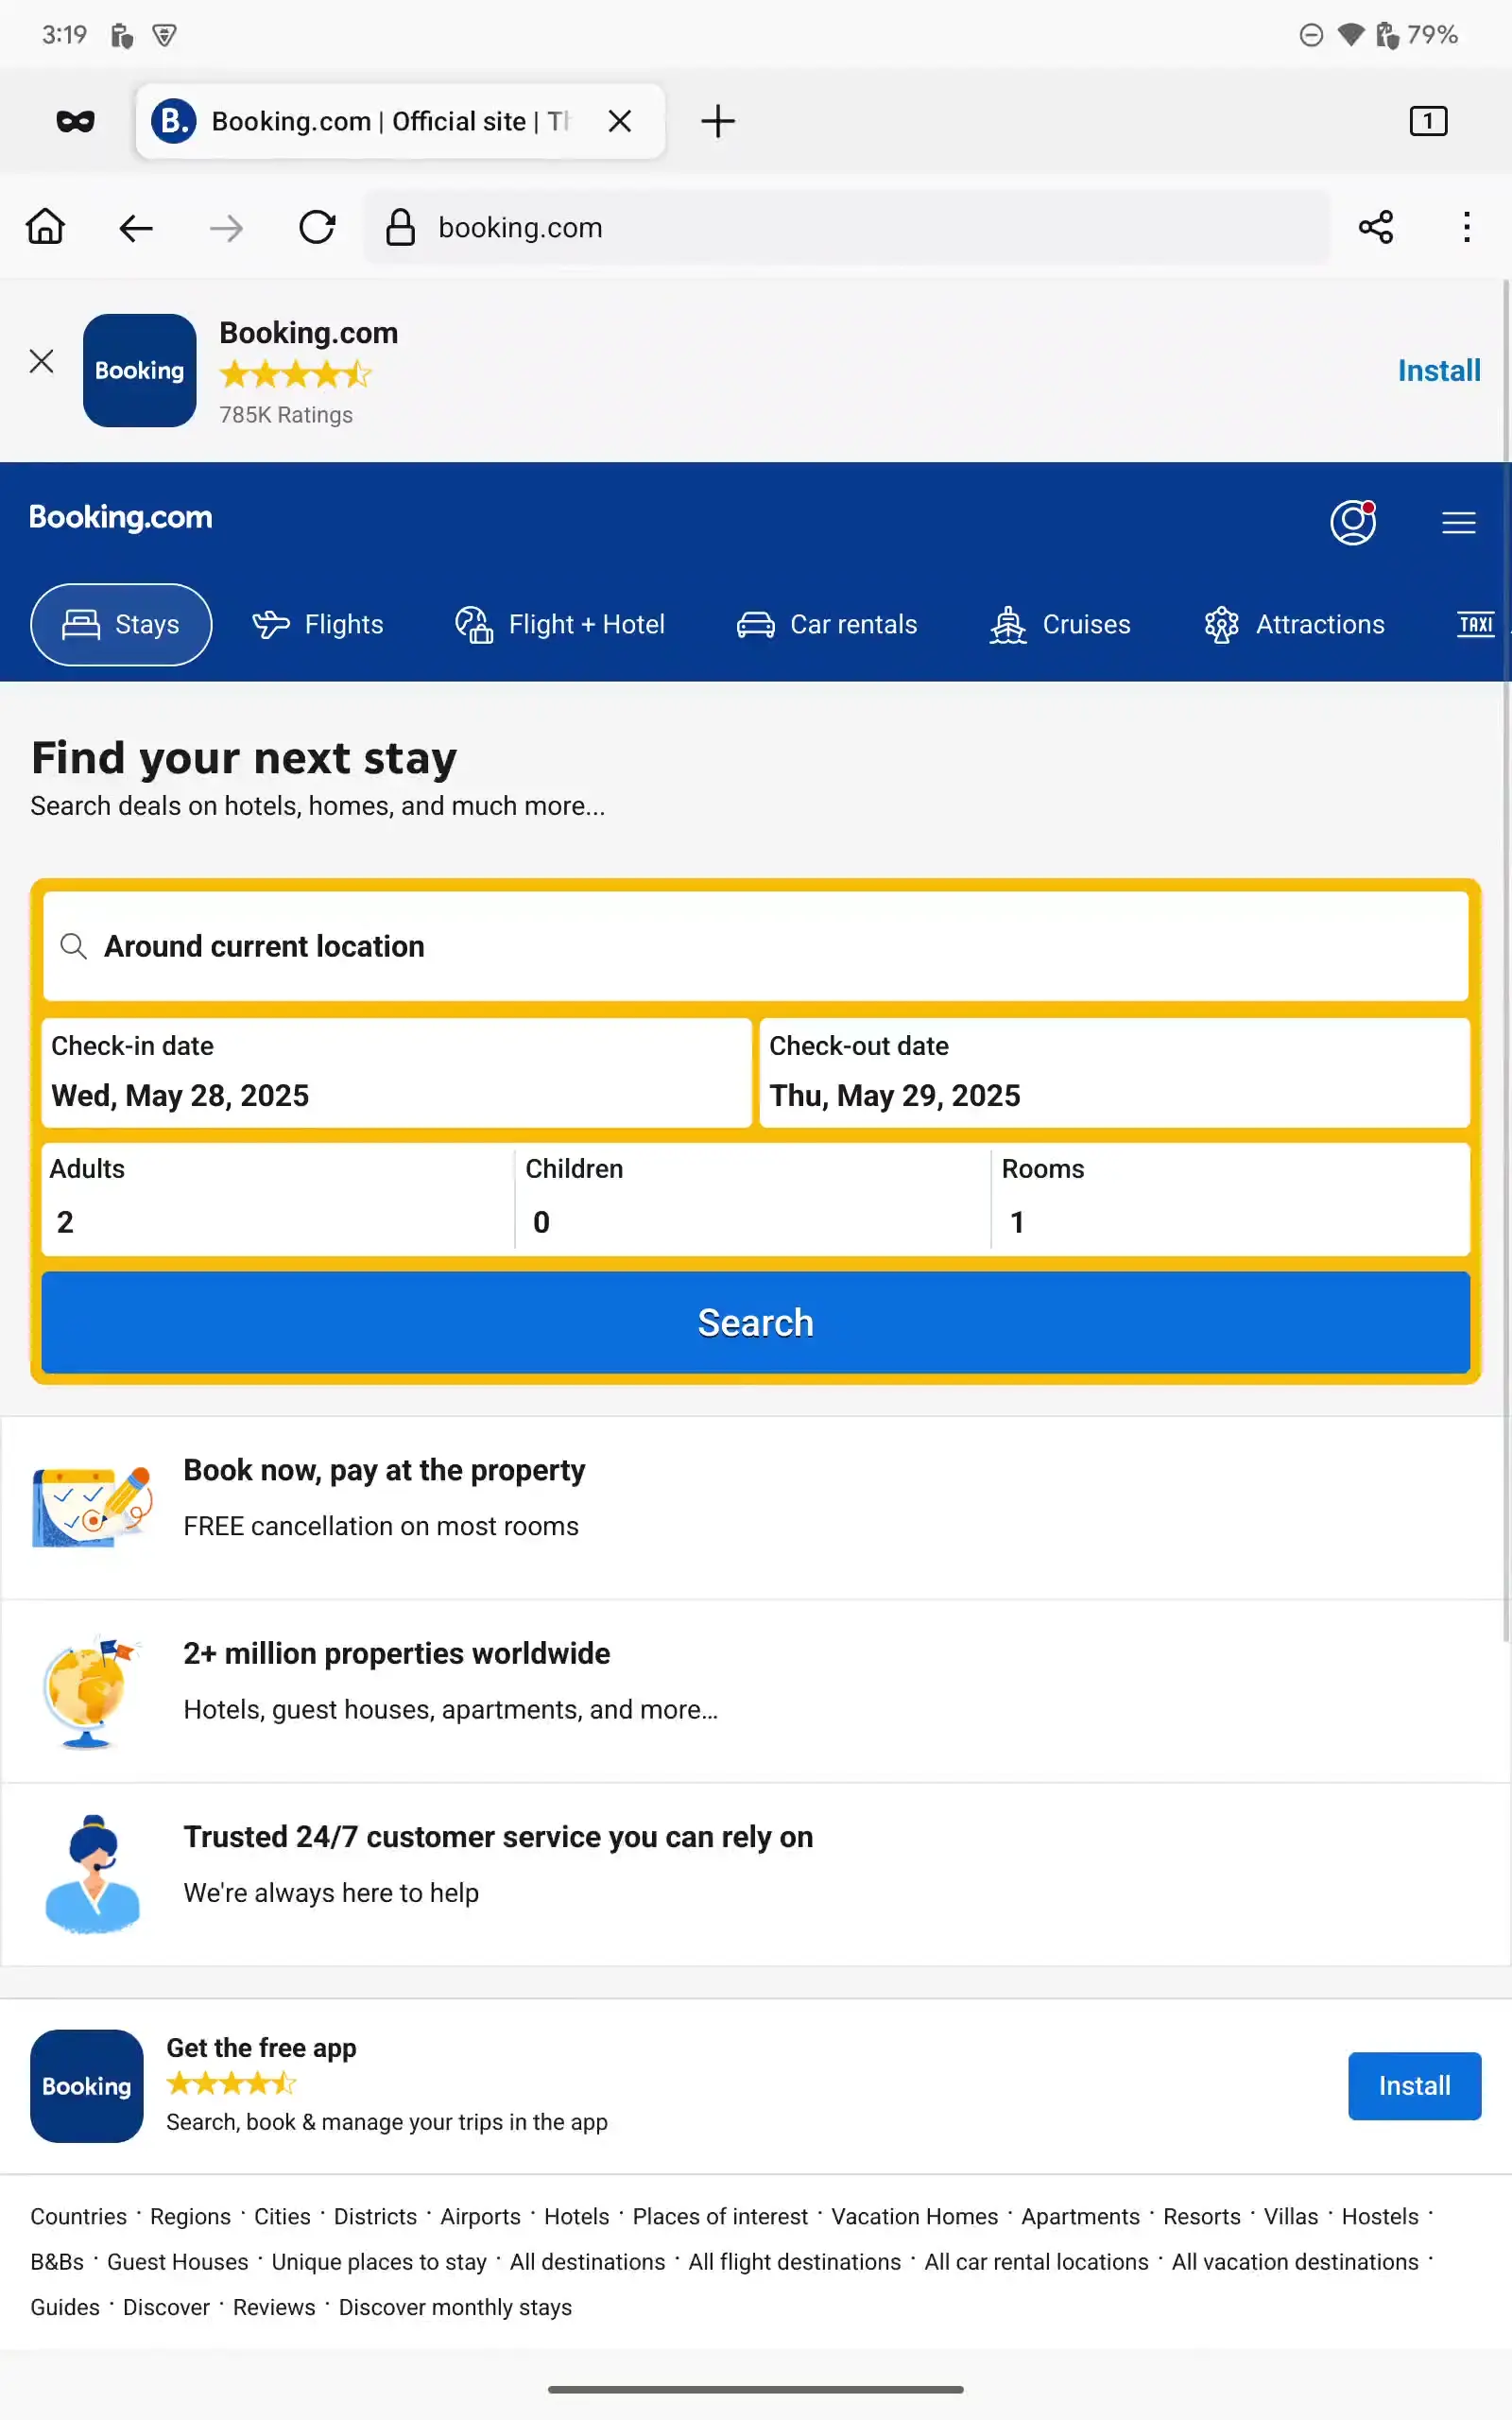 3:19 79%
B. Booking.com | Official site | Th
1
booking.com
Booking
Booking.com
785K Ratings
Install
Booking.com
Stays Flights Flight + Hotel Car rentals Cruises Attractions TAXI
Find your next stay
Search deals on hotels, homes, and much more...
Around current location
Check-in date Check-out date
Wed, May 28, 2025 Thu, May 29, 2025
Adults Children Rooms
2 0 1
Search
Book now, pay at the property
FREE cancellation on most rooms
2+ million properties worldwide
Hotels, guest houses, apartments, and more…
Trusted 24/7 customer service you can rely on
We're always here to help
Booking
Get the free app
Search, book & manage your trips in the app
Install
Countries · Regions · Cities · Districts · Airports · Hotels · Places of interest · Vacation Homes · Apartments · Resorts · Villas · Hostels ·
B&Bs · Guest Houses · Unique places to stay · All destinations · All flight destinations · All car rental locations · All vacation destinations ·
Guides · Discover · Reviews · Discover monthly stays